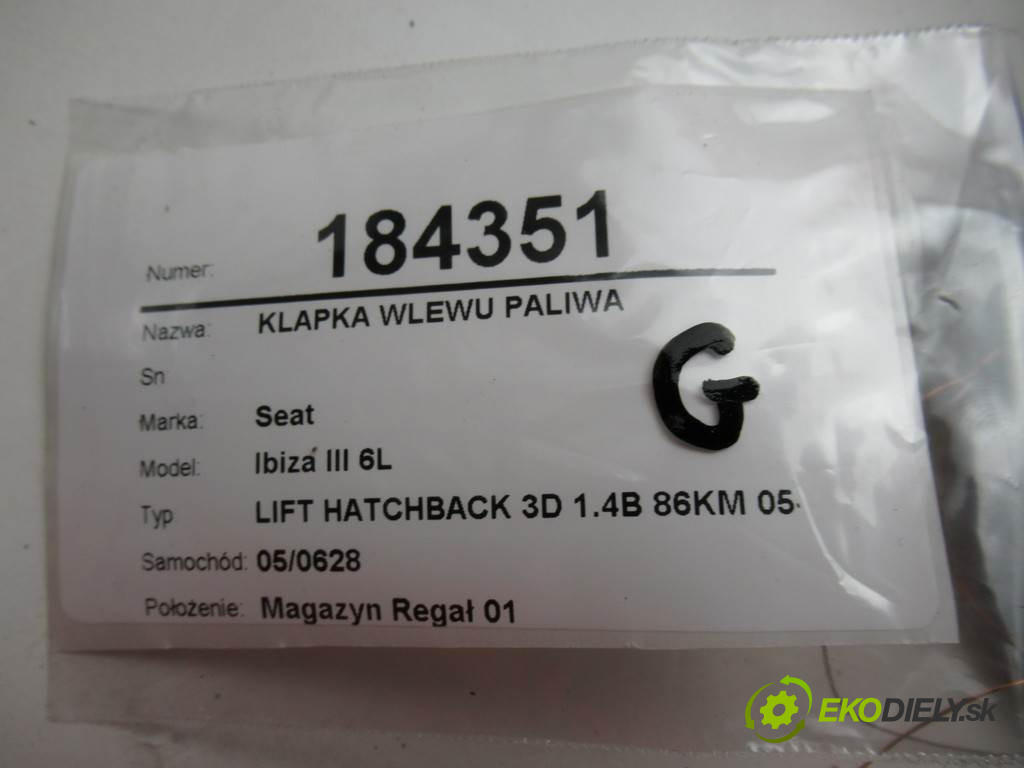 Numer: 184351
Nazwa: KLAPKA WLEWU PALIWA
Sn
G
Marka: Seat
Model: Ibiza III 6L
Typ LIFT HATCHBACK 3D 1.4B 86KM 05-
Samochód: 05/0628
Położenie: Magazyn Regał 01
EKODIELY.sk